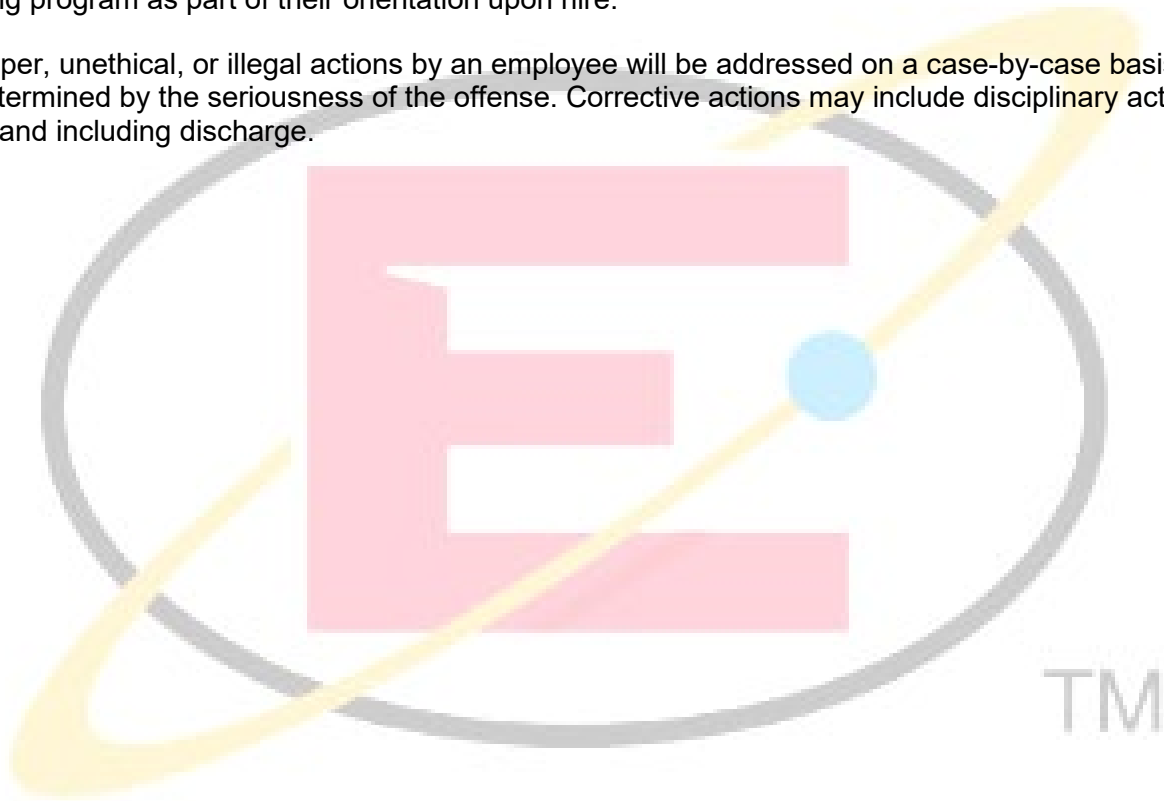 ng program as part of their orientation upon hire.
per, unethical, or illegal actions by an employee will be addressed on a case-by-case basis
termined by the seriousness of the offense. Corrective actions may include disciplinary act
and including discharge.
E
TM